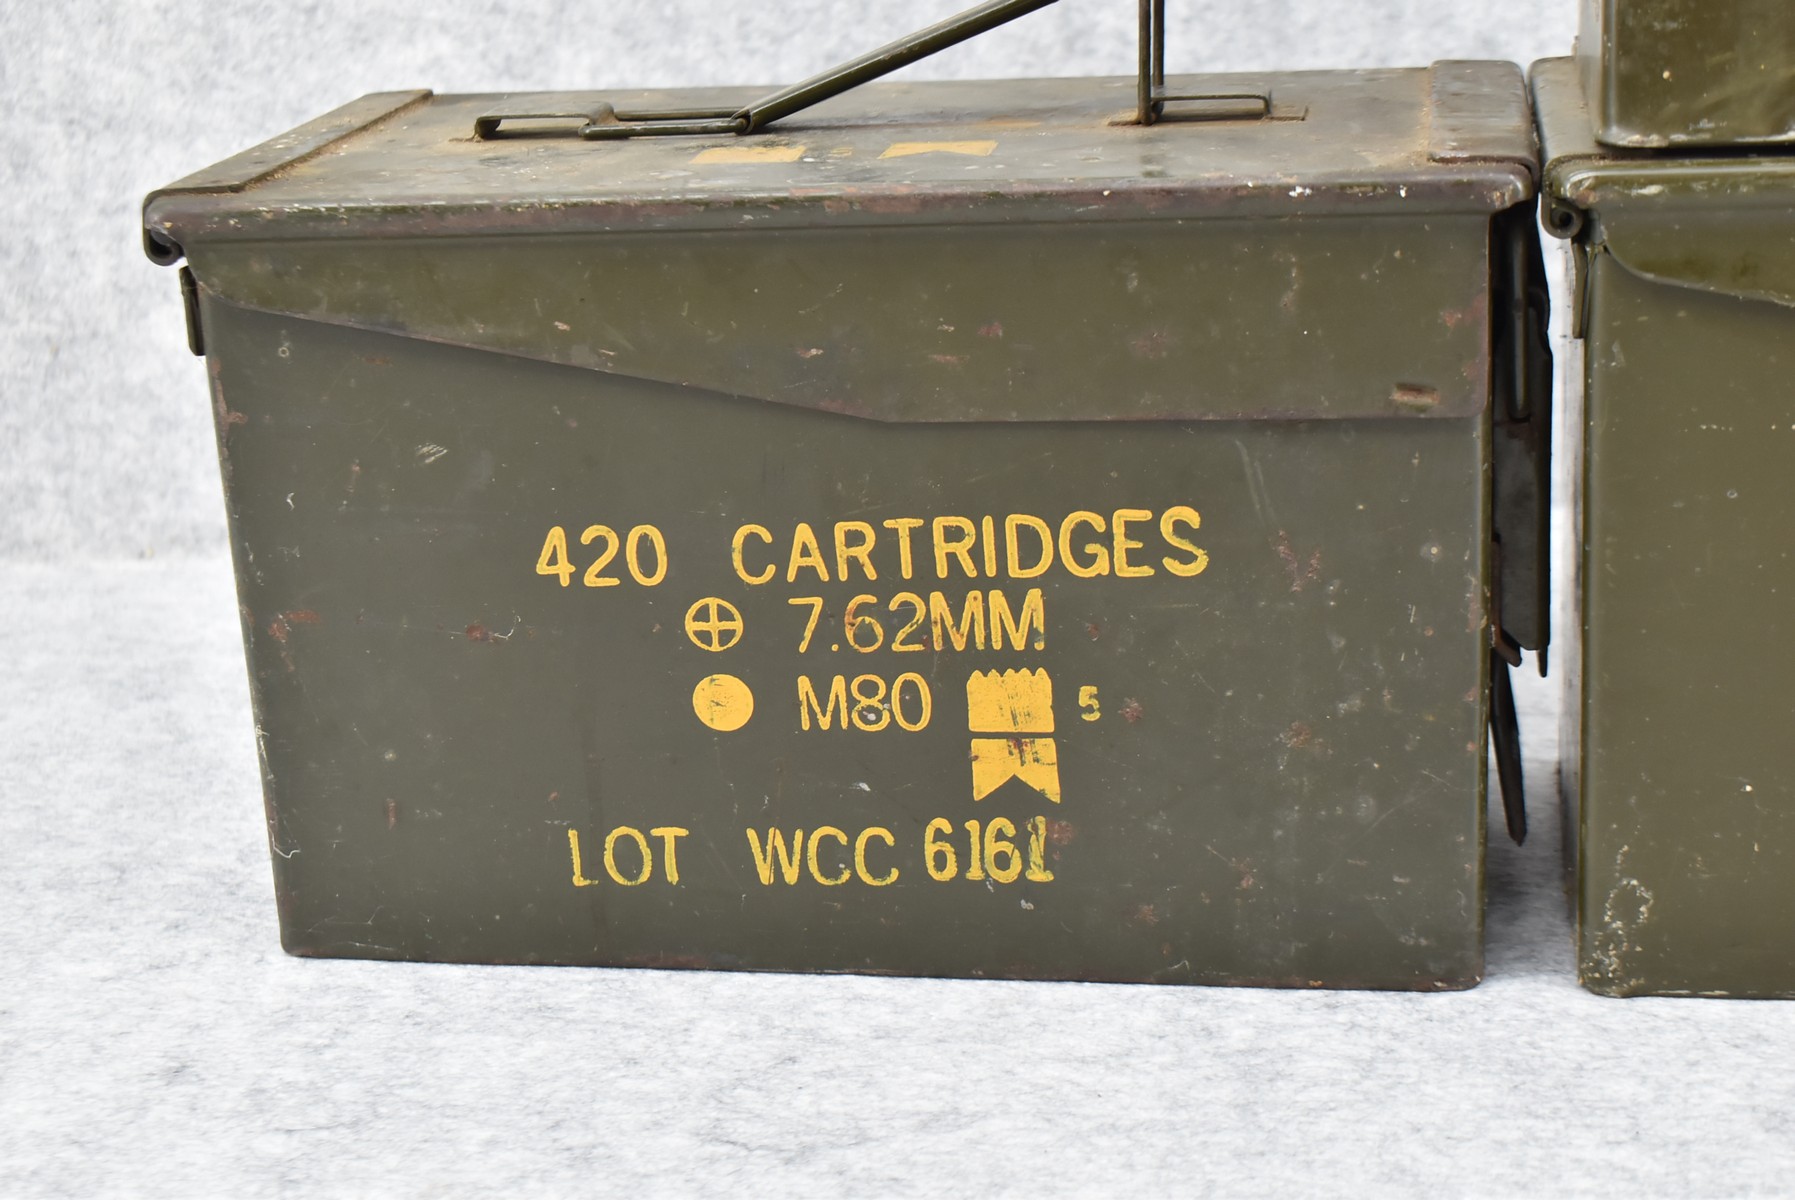 420 CARTRIDGES
7.62MM
M80 5
LOT WCC 6161